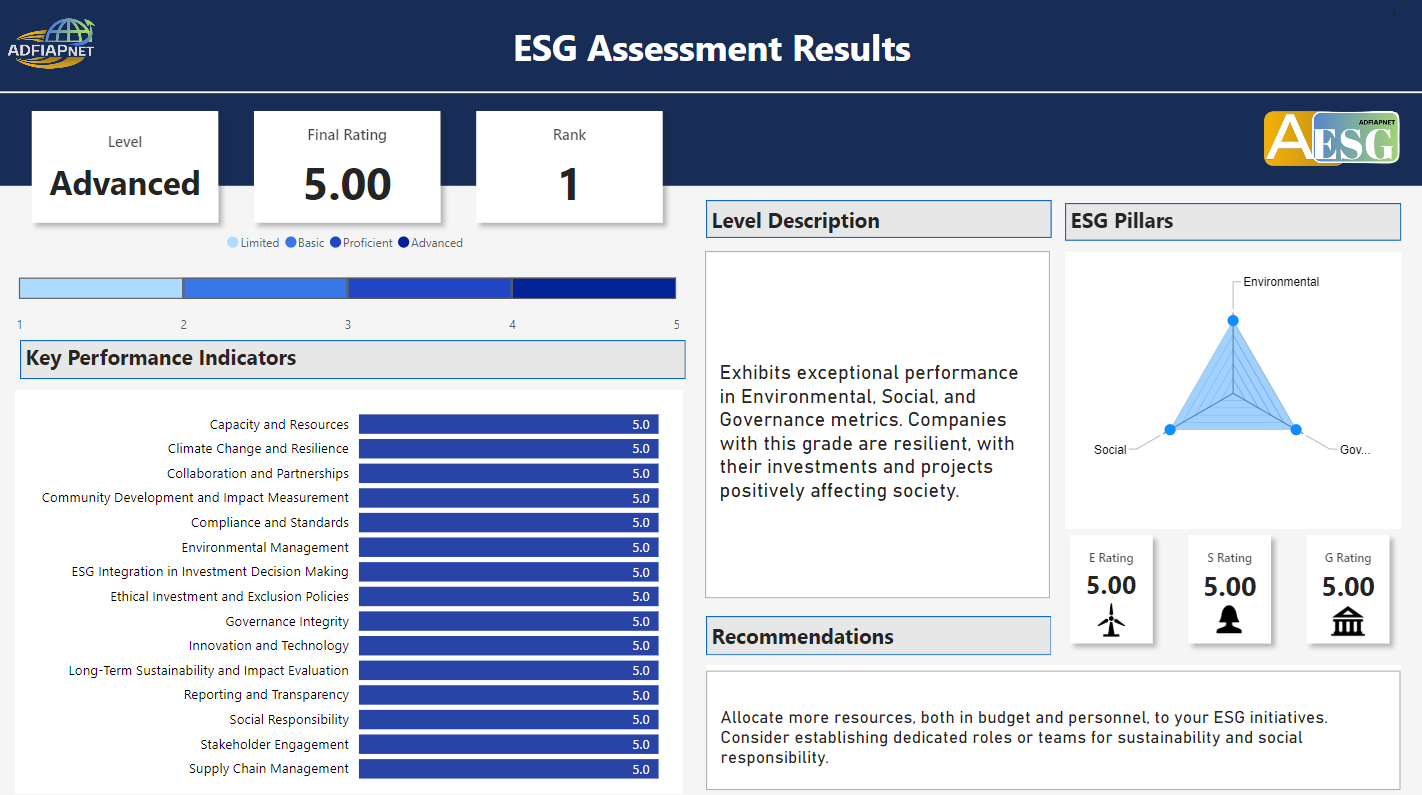 ADFIAPNET
ESG Assessment Results
Level
Advanced
Final Rating
5.00
Rank
1
ADFIAPNET
AESG
Limited Basic Proficient Advanced
1 2 3 4 5
Key Performance Indicators
Capacity and Resources 5.0
Climate Change and Resilience 5.0
Collaboration and Partnerships 5.0
Community Development and Impact Measurement 5.0
Compliance and Standards 5.0
Environmental Management 5.0
ESG Integration in Investment Decision Making 5.0
Ethical Investment and Exclusion Policies 5.0
Governance Integrity 5.0
Innovation and Technology 5.0
Long-Term Sustainability and Impact Evaluation 5.0
Reporting and Transparency 5.0
Social Responsibility 5.0
Stakeholder Engagement 5.0
Supply Chain Management 5.0
Level Description
Exhibits exceptional performance
in Environmental, Social, and
Governance metrics. Companies
with this grade are resilient, with
their investments and projects
positively affecting society.
ESG Pillars
Environmental
Social
Gov...
E Rating
5.00
S Rating
5.00
G Rating
5.00
Recommendations
Allocate more resources, both in budget and personnel, to your ESG initiatives.
Consider establishing dedicated roles or teams for sustainability and social
responsibility.